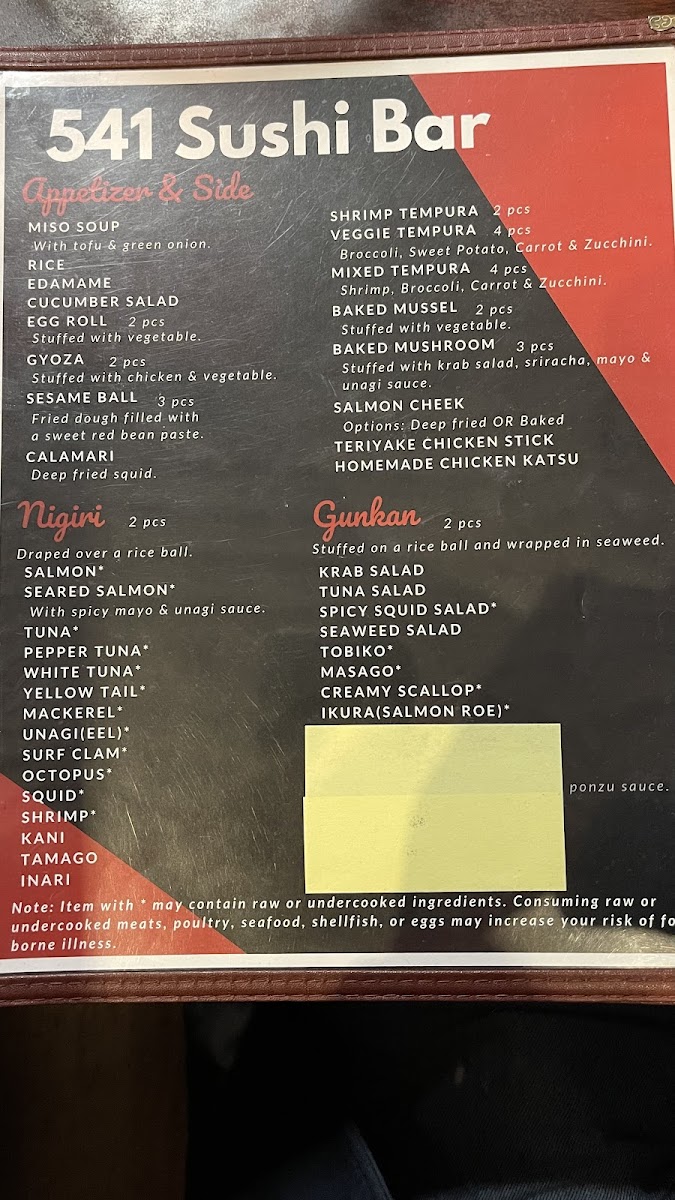 541 Sushi Bar
Appetizer & Side
MISO SOUP
With tofu & green onion.
RICE
EDAMAME
CUCUMBER SALAD
EGG ROLL 2 pcs
Stuffed with vegetable.
GYOZA 2 pcs
Stuffed with chicken & vegetable.
SESAME BALL 3 pcs
Fried dough filled with
a sweet red bean paste.
CALAMARI
Deep fried squid.
SHRIMP TEMPURA 2 pcs
VEGGIE TEMPURA 4 pcs
Broccoli, Sweet Potato, Carrot & Zucchini.
MIXED TEMPURA 4 pcs
Shrimp, Broccoli, Carrot & Zucchini.
BAKED MUSSEL 2 pcs
Stuffed with vegetable.
BAKED MUSHROOM 3 pcs
Stuffed with krab salad, sriracha, mayo &
unagi sauce.
SALMON CHEEK
Options: Deep fried OR Baked
TERIYAKE CHICKEN STICK
HOMEMADE CHICKEN KATSU
Nigiri 2 pcs
Draped over a rice ball.
SALMON*
SEARED SALMON*
With spicy mayo & unagi sauce.
TUNA*
PEPPER TUNA*
WHITE TUNA*
YELLOW TAIL*
MACKEREL*
UNAGI(EEL)*
SURF CLAM*
OCTOPUS*
SQUID*
SHRIMP*
KANI
TAMAGO
INARI
Gunkan 2 pcs
Stuffed on a rice ball and wrapped in seaweed.
KRAB SALAD
TUNA SALAD
SPICY SQUID SALAD*
SEAWEED SALAD
TOBIKO*
MASAGO*
CREAMY SCALLOP*
IKURA(SALMON ROE)*
ponzu sauce.
Note: Item with * may contain raw or undercooked ingredients. Consuming raw or
undercooked meats, poultry, seafood, shellfish, or eggs may increase your risk of fo
borne illness.